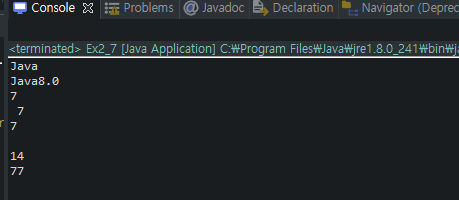 Console Problems @ Javadoc Declaration Navigator (Deprec
<terminated> Ex2_7 [Java Application] C:₩Program Files₩Java₩jre1.8.0_241₩bin₩ja
Java
Java8.0
7
 7
7

14
77